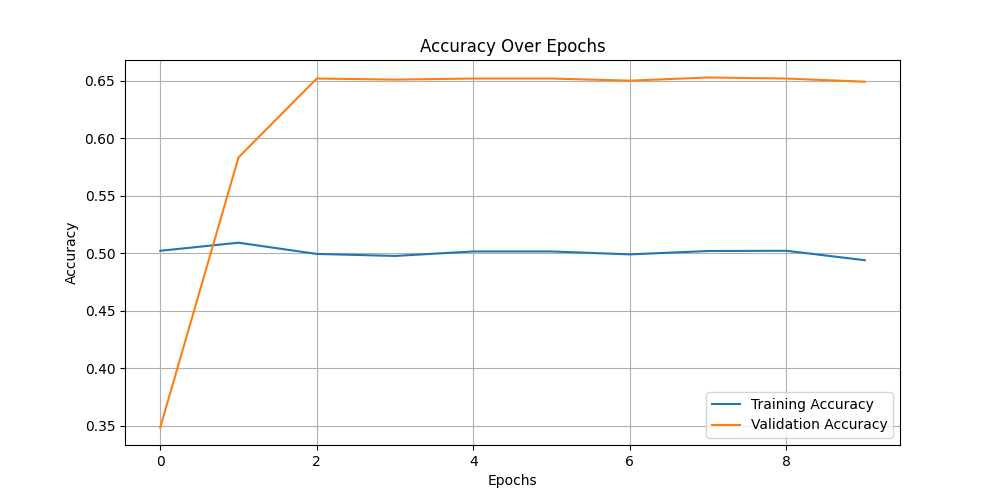 Accuracy Over Epochs
Accuracy
0.65
0.60
0.55
0.50
0.45
0.40
0.35
0 2 4 6 8
Epochs
Training Accuracy
Validation Accuracy